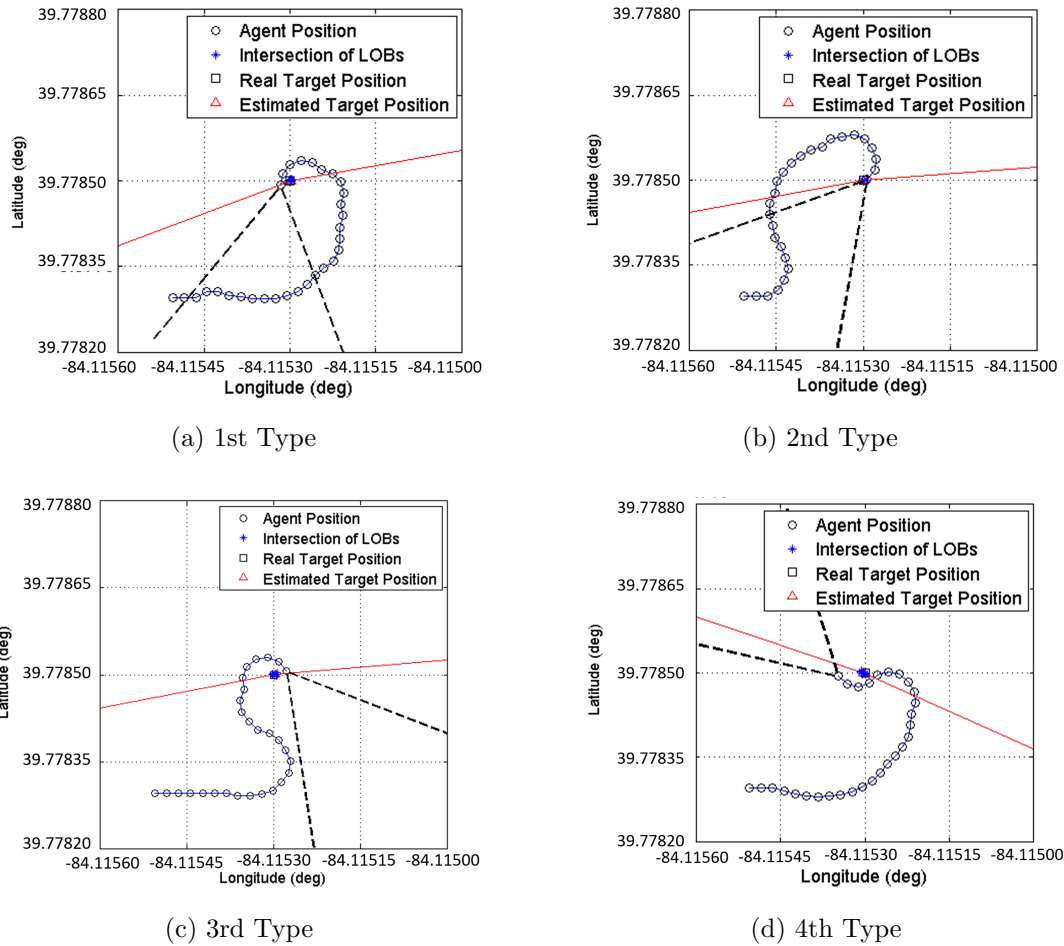 39.77880
39.77865
39.77850
39.77835
39.77820
Latitude (deg)
Agent Position
Intersection of LOBs
Real Target Position
Estimated Target Position
-84.11560 -84.11545 -84.11530 -84.11515 -84.11500
Longitude (deg)
(a) 1st Type
39.77880
39.77865
39.77850
39.77835
39.77820
Latitude (deg)
Agent Position
Intersection of LOBs
Real Target Position
Estimated Target Position
-84.11560 -84.11545 -84.11530 -84.11515 -84.11500
Longitude (deg)
(b) 2nd Type
39.77880
39.77865
39.77850
39.77835
39.77820
Latitude (deg)
Agent Position
Intersection of LOBs
Real Target Position
Estimated Target Position
-84.11560 -84.11545 -84.11530 -84.11515 -84.11500
Longitude (deg)
(c) 3rd Type
39.77880
39.77865
39.77850
39.77835
39.77820
Latitude (deg)
Agent Position
Intersection of LOBs
Real Target Position
Estimated Target Position
-84.11560 -84.11545 -84.11530 -84.11515 -84.11500
Longitude (deg)
(d) 4th Type